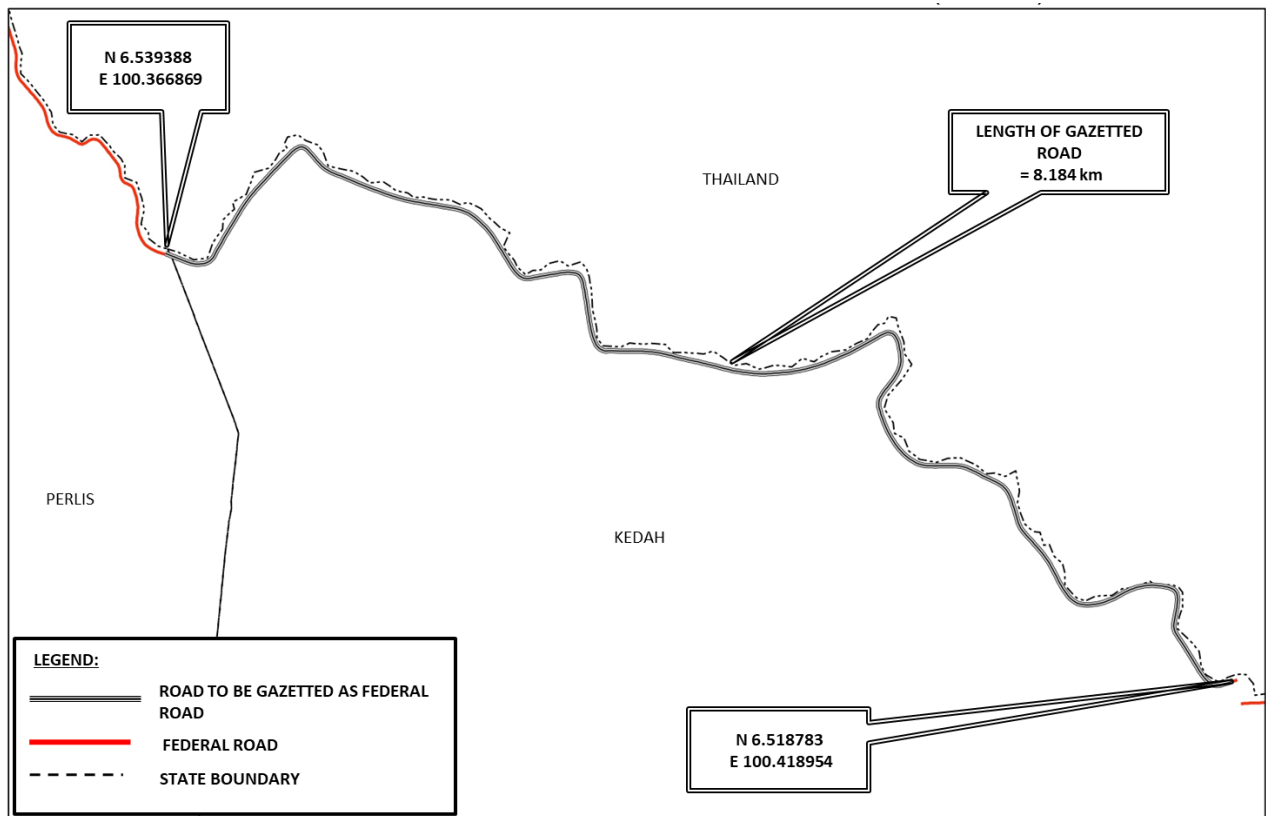 N 6.539388
E 100.366869
LENGTH OF GAZETTED
ROAD
= 8.184 km
THAILAND
PERLIS
KEDAH
LEGEND:
ROAD TO BE GAZETTED AS FEDERAL
ROAD
FEDERAL ROAD
STATE BOUNDARY
N 6.518783
E 100.418954